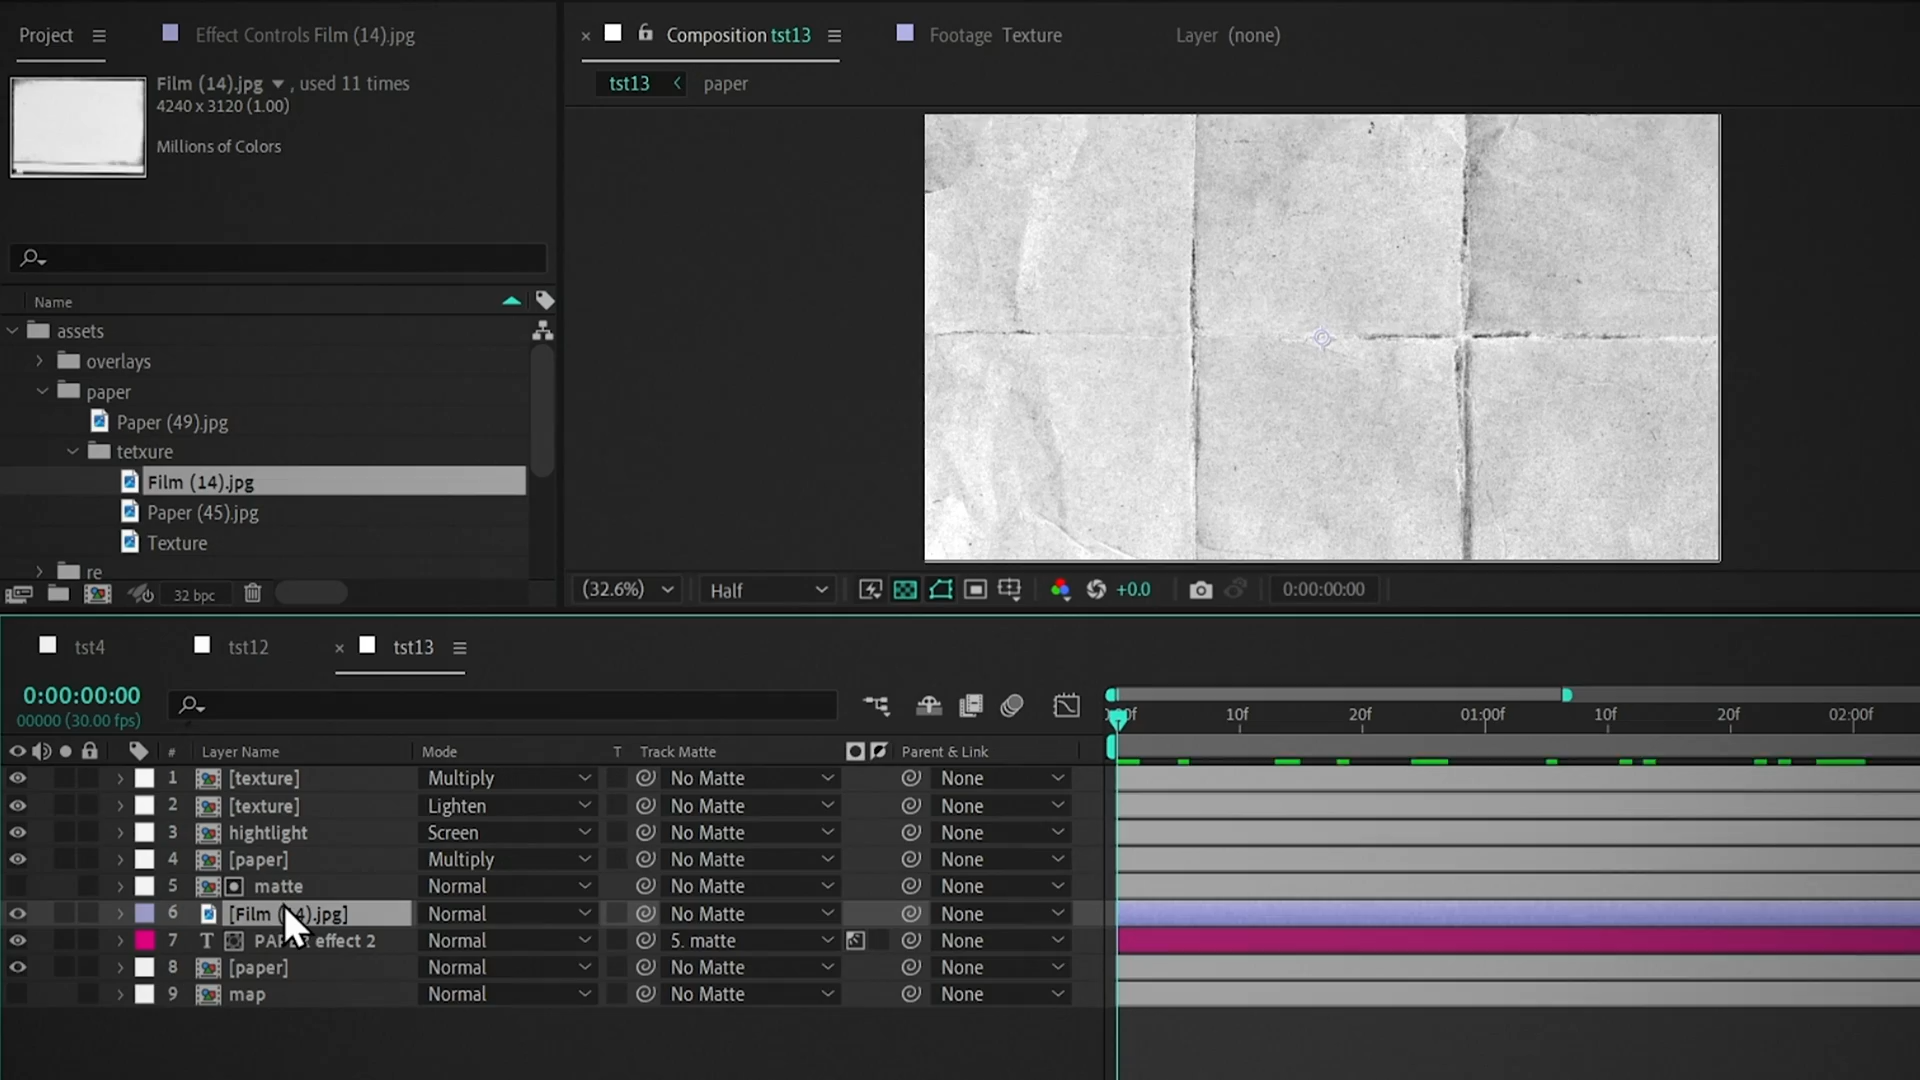 Project
Effect Controls Film (14).jpg
Composition tst13
Footage Texture
Layer (none)
Film (14).jpg , used 11 times
4240 x 3120 (1.00)
Millions of Colors
tst13
paper
Name
assets
overlays
paper
Paper (49).jpg
tetxure
Film (14).jpg
Paper (45).jpg
Texture
re
32 bpc
(32.6%)
Half
+0.0
0:00:00:00
tst4
tst12
tst13
0:00:00:00
00000 (30.00 fps)
10f
20f
01:00f
10f
20f
02:00f
# Layer Name Mode T Track Matte Parent & Link
1 [texture] Multiply No Matte None
2 [texture] Lighten No Matte None
3 hightlight Screen No Matte None
4 [paper] Multiply No Matte None
5 matte Normal No Matte None
6 [Film (14).jpg] Normal No Matte None
7 T effect 2 Normal 5. matte None
8 [paper] Normal No Matte None
9 map Normal No Matte None